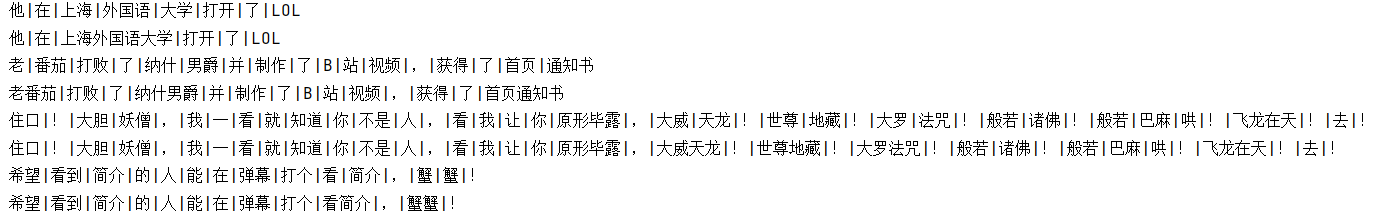 他|在|上海|外国语|大学|打开|了|LOL
他|在|上海外国语大学|打开|了|LOL
老|番茄|打败|了|纳什|男爵|并|制作|了|B|站|视频|，|获得|了|首页|通知书
老番茄|打败|了|纳什男爵|并|制作|了|B|站|视频|，|获得|了|首页通知书
住口|！|大胆|妖僧|，|我|一|看|就|知道|你|不是|人|，|看|我|让|你|原形毕露|，|大威|天龙|！|世尊|地藏|！|大罗|法咒|！|般若|诸佛|！|般若|巴麻|哄|！|飞龙在天|！|去|！
住口|！|大胆|妖僧|，|我|一|看|就|知道|你|不是|人|，|看|我|让|你|原形毕露|，|大威天龙|！|世尊地藏|！|大罗法咒|！|般若|诸佛|！|般若|巴麻|哄|！|飞龙在天|！|去|！
希望|看到|简介|的|人|能|在|弹幕|打个|看|简介|，|蟹|蟹|！
希望|看到|简介|的|人|能|在|弹幕|打个|看简介|，|蟹蟹|！